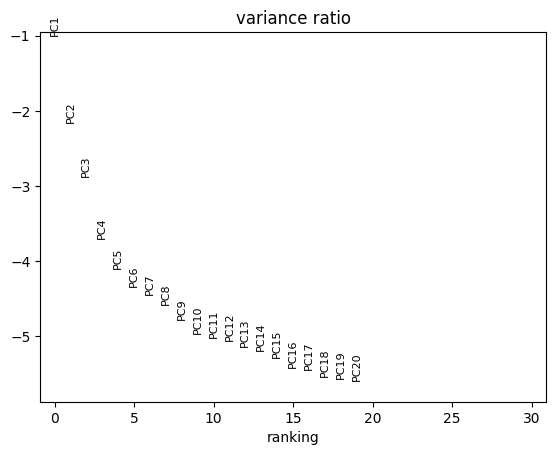 variance ratio
−1
−2
−3
−4
−5
PC1
PC2
PC3
PC4
PC5
PC6
PC7
PC8
PC9
PC10
PC11
PC12
PC13
PC14
PC15
PC16
PC17
PC18
PC19
PC20
0 5 10 15 20 25 30
ranking